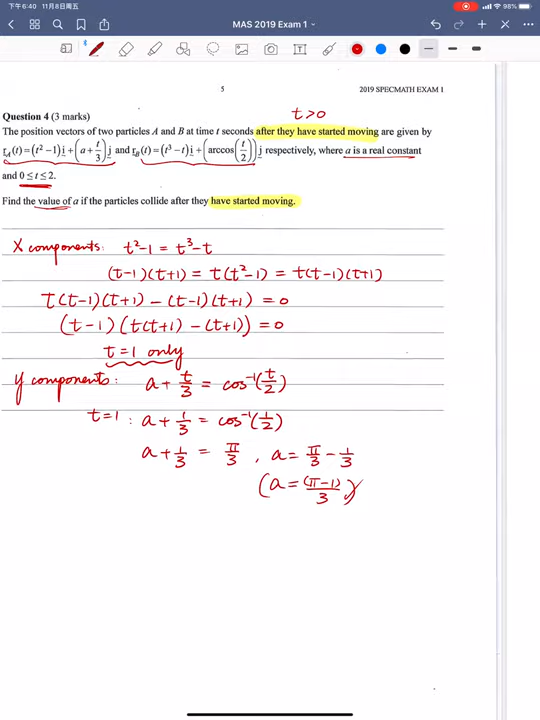 下午6:40 11月8日周五
98%
MAS 2019 Exam 1
5
2019 SPECMATH EXAM 1
Question 4 (3 marks)
t>0
The position vectors of two particles A and B at time t seconds after they have started moving are given by
r_A(t)=(t²−1)i+(a+t/3)j and r_B(t)=(t³−t)i+(arccos(t/2))j respectively, where a is a real constant
and 0≤t≤2.
Find the value of a if the particles collide after they have started moving.
X components: t²−1 = t³−t
(t−1)(t+1) = t(t²−1) = t(t−1)(t+1)
t(t−1)(t+1) − (t−1)(t+1) = 0
(t−1)(t(t+1) − (t+1)) = 0
t=1 only
y components: a + t/3 = cos⁻¹(t/2)
t=1: a + 1/3 = cos⁻¹(1/2)
a + 1/3 = π/3, a = π/3 − 1/3
(a = (π−1)/3)